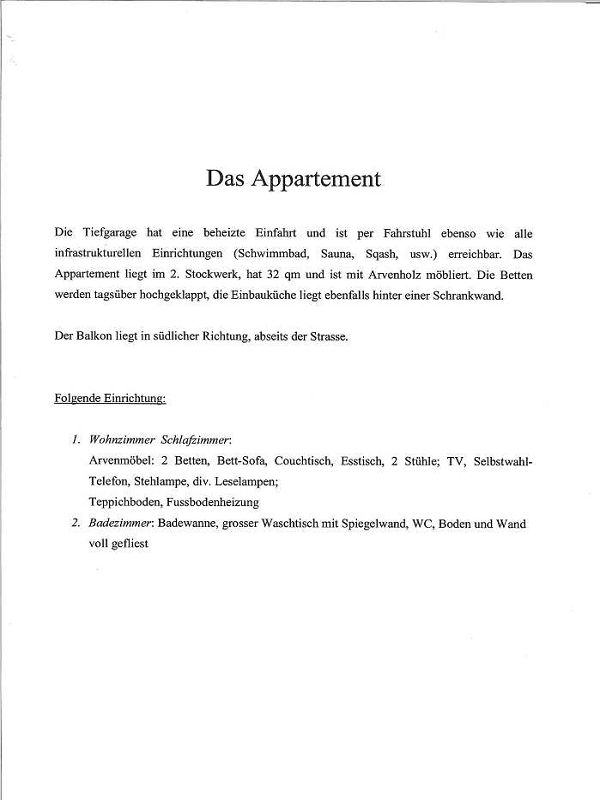 Das Appartement
Die Tiefgarage hat eine beheizte Einfahrt und ist per Fahrstuhl ebenso wie alle
infrastrukturellen Einrichtungen (Schwimmbad, Sauna, Sqash, usw.) erreichbar. Das
Appartement liegt im 2. Stockwerk, hat 32 qm und ist mit Arvenholz möbliert. Die Betten
werden tagsüber hochgeklappt, die Einbauküche liegt ebenfalls hinter einer Schrankwand.
Der Balkon liegt in südlicher Richtung, abseits der Strasse.
Folgende Einrichtung:
1. Wohnzimmer Schlafzimmer:
Arvenmöbel: 2 Betten, Bett-Sofa, Couchtisch, Esstisch, 2 Stühle; TV, Selbstwahl-
Telefon, Stehlampe, div. Leselampen;
Teppichboden, Fussbodenheizung
2. Badezimmer: Badewanne, grosser Waschtisch mit Spiegelwand, WC, Boden und Wand
voll gefliest